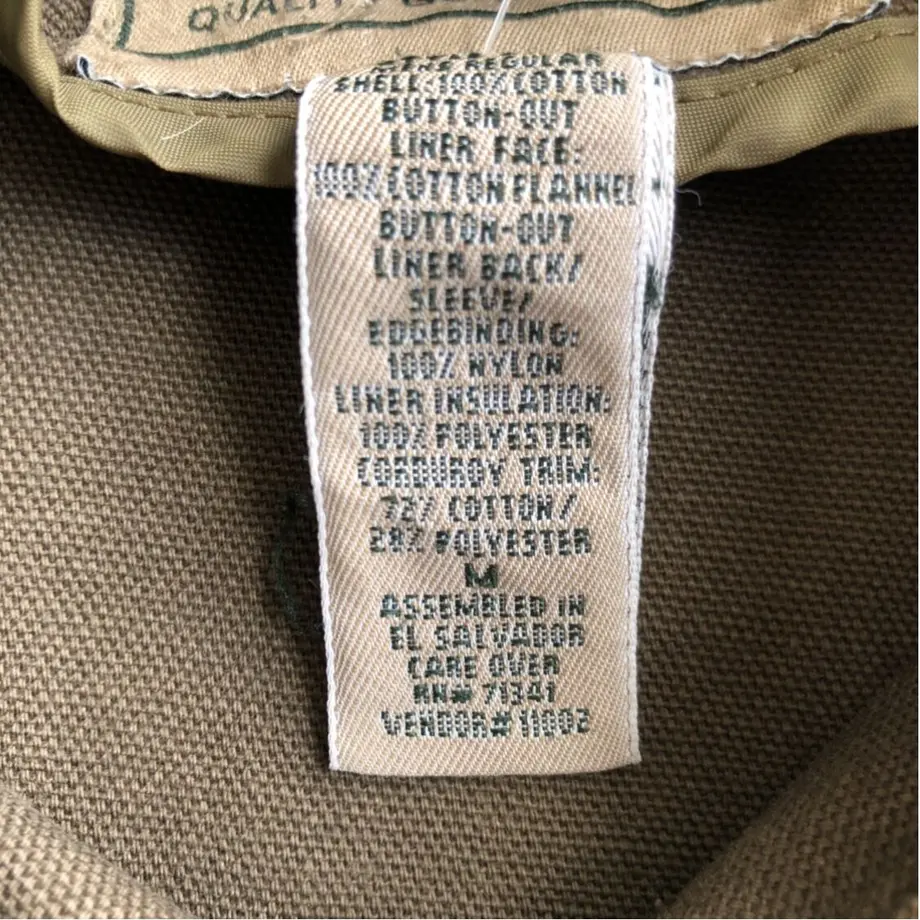 QUALITY
REGULAR
SHELL:100% COTTON
BUTTON-OUT
LINER FACE:
100% COTTON FLANNEL
BUTTON-OUT
LINER BACK/
SLEEVE/
EDGEBINDING:
100% NYLON
LINER INSULATION:
100% POLYESTER
CORDUROY TRIM:
72% COTTON/
28% POLYESTER
M
ASSEMBLED IN
EL SALVADOR
CARE OVER
RN# 71341
VENDOR# 11002